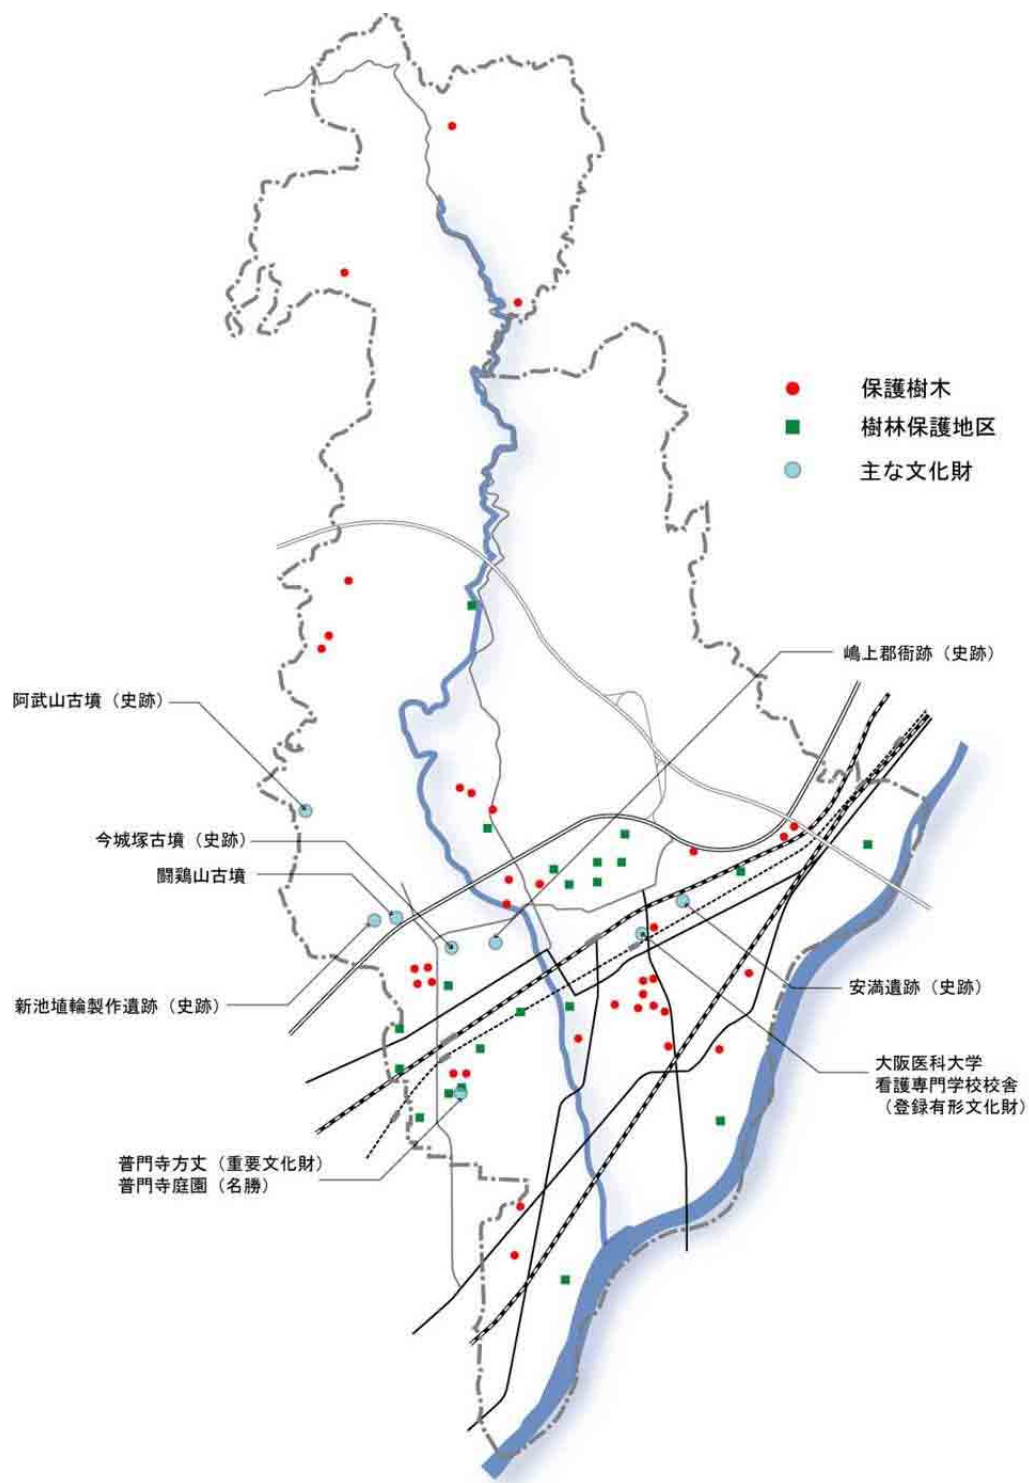 保護樹木
樹林保護地区
主な文化財
嶋上郡衙跡（史跡）
阿武山古墳（史跡）
今城塚古墳（史跡）
闘鶏山古墳
新池埴輪製作遺跡（史跡）
安満遺跡（史跡）
大阪医科大学
看護専門学校校舎
（登録有形文化財）
普門寺方丈（重要文化財）
普門寺庭園（名勝）